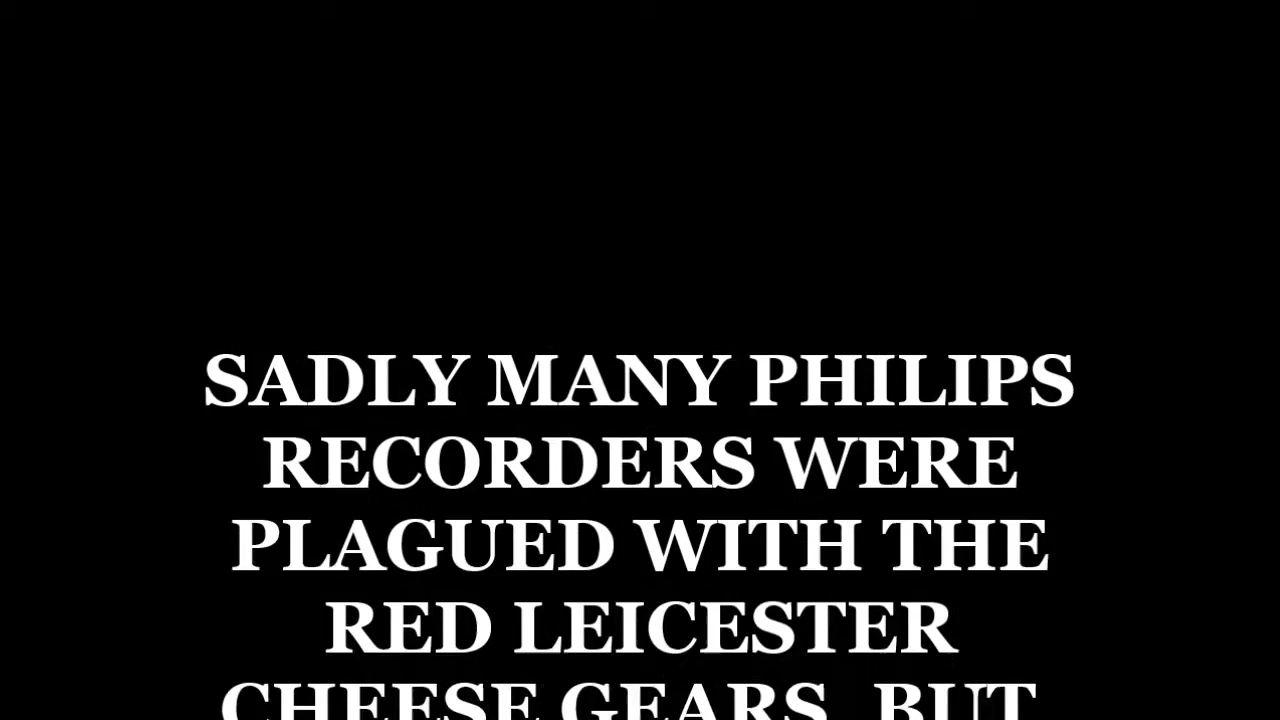 SADLY MANY PHILIPS
RECORDERS WERE
PLAGUED WITH THE
RED LEICESTER
CHEESE GEARS, BUT